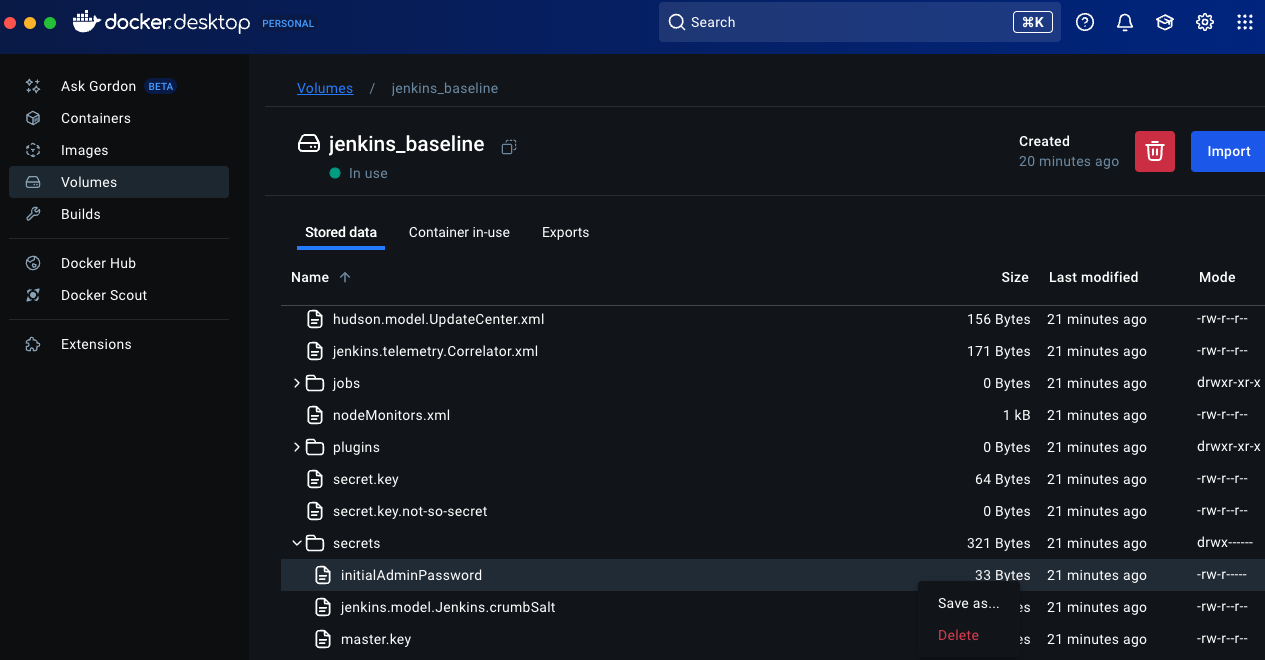 docker.desktop PERSONAL
Search
⌘K
Ask Gordon BETA
Containers
Images
Volumes
Builds
Docker Hub
Docker Scout
Extensions
Volumes / jenkins_baseline
jenkins_baseline
In use
Created
20 minutes ago
Import
Stored data Container in-use Exports
Name Size Last modified Mode
hudson.model.UpdateCenter.xml 156 Bytes 21 minutes ago -rw-r--r--
jenkins.telemetry.Correlator.xml 171 Bytes 21 minutes ago -rw-r--r--
jobs 0 Bytes 21 minutes ago drwxr-xr-x
nodeMonitors.xml 1 kB 21 minutes ago -rw-r--r--
plugins 0 Bytes 21 minutes ago drwxr-xr-x
secret.key 64 Bytes 21 minutes ago -rw-r--r--
secret.key.not-so-secret 0 Bytes 21 minutes ago -rw-r--r--
secrets 321 Bytes 21 minutes ago drwx------
initialAdminPassword 33 Bytes 21 minutes ago -rw-r-----
jenkins.model.Jenkins.crumbSalt 21 minutes ago -rw-r--r--
master.key 21 minutes ago -rw-r--r--
Save as...
Delete